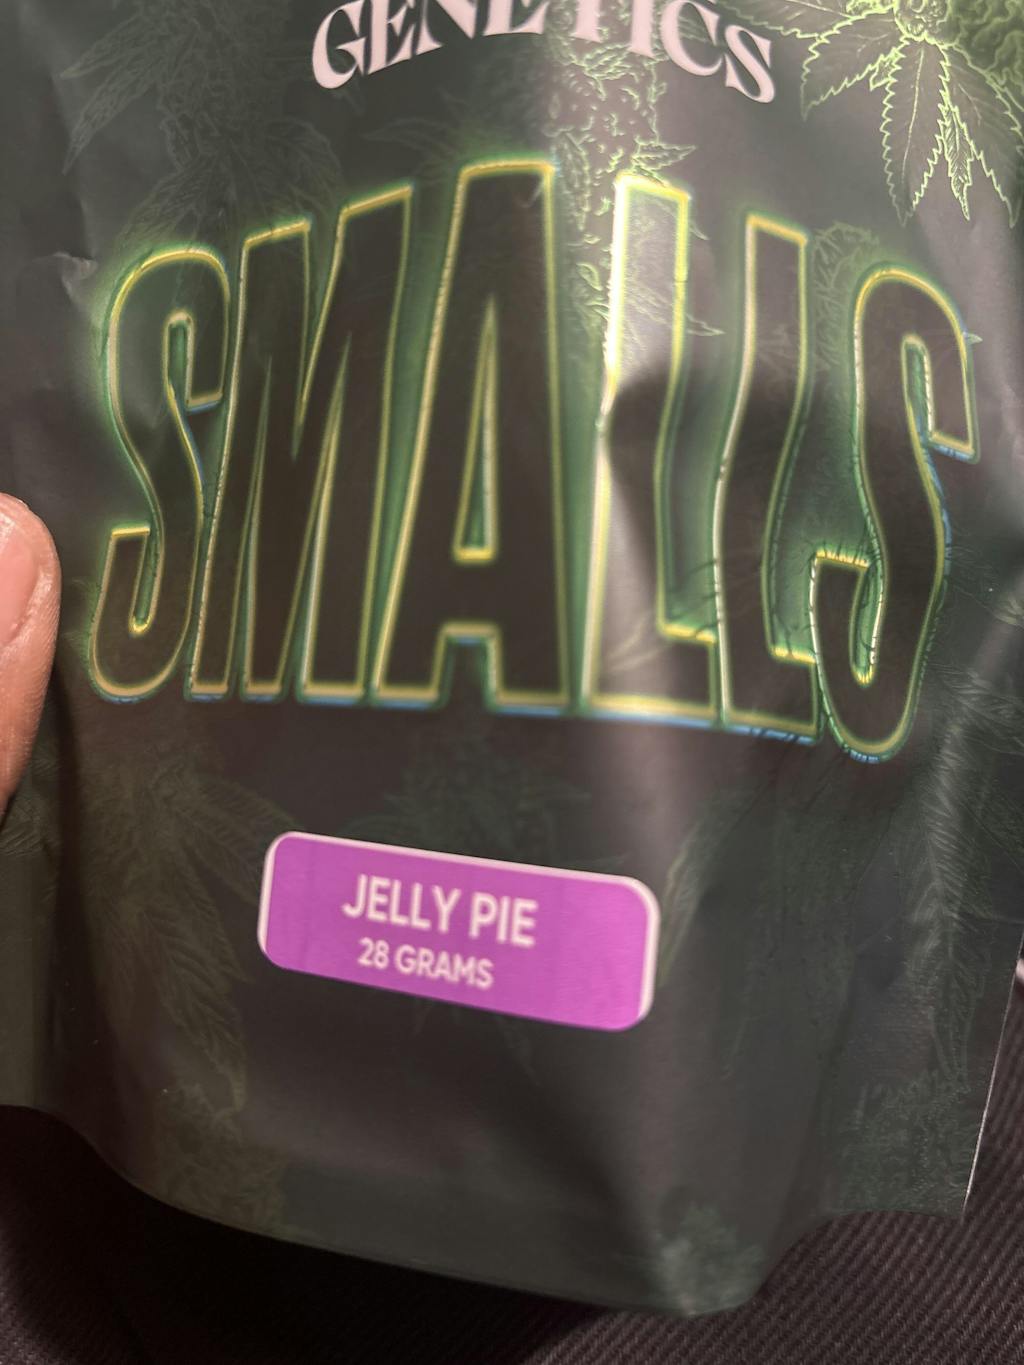 GENETICS
SMALLS
JELLY PIE
28 GRAMS